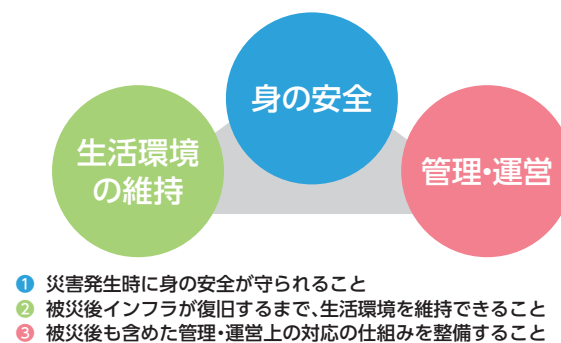 身の安全
生活環境
の維持
管理・運営
❶ 災害発生時に身の安全が守られること
❷ 被災後インフラが復旧するまで、生活環境を維持できること
❸ 被災後も含めた管理・運営上の対応の仕組みを整備すること